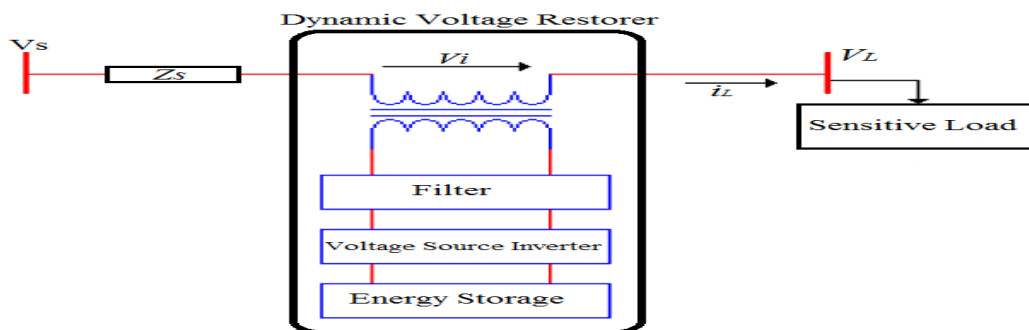 Dynamic Voltage Restorer
Vs
Zs
Vi
VL
iL
Sensitive Load
Filter
Voltage Source Inverter
Energy Storage